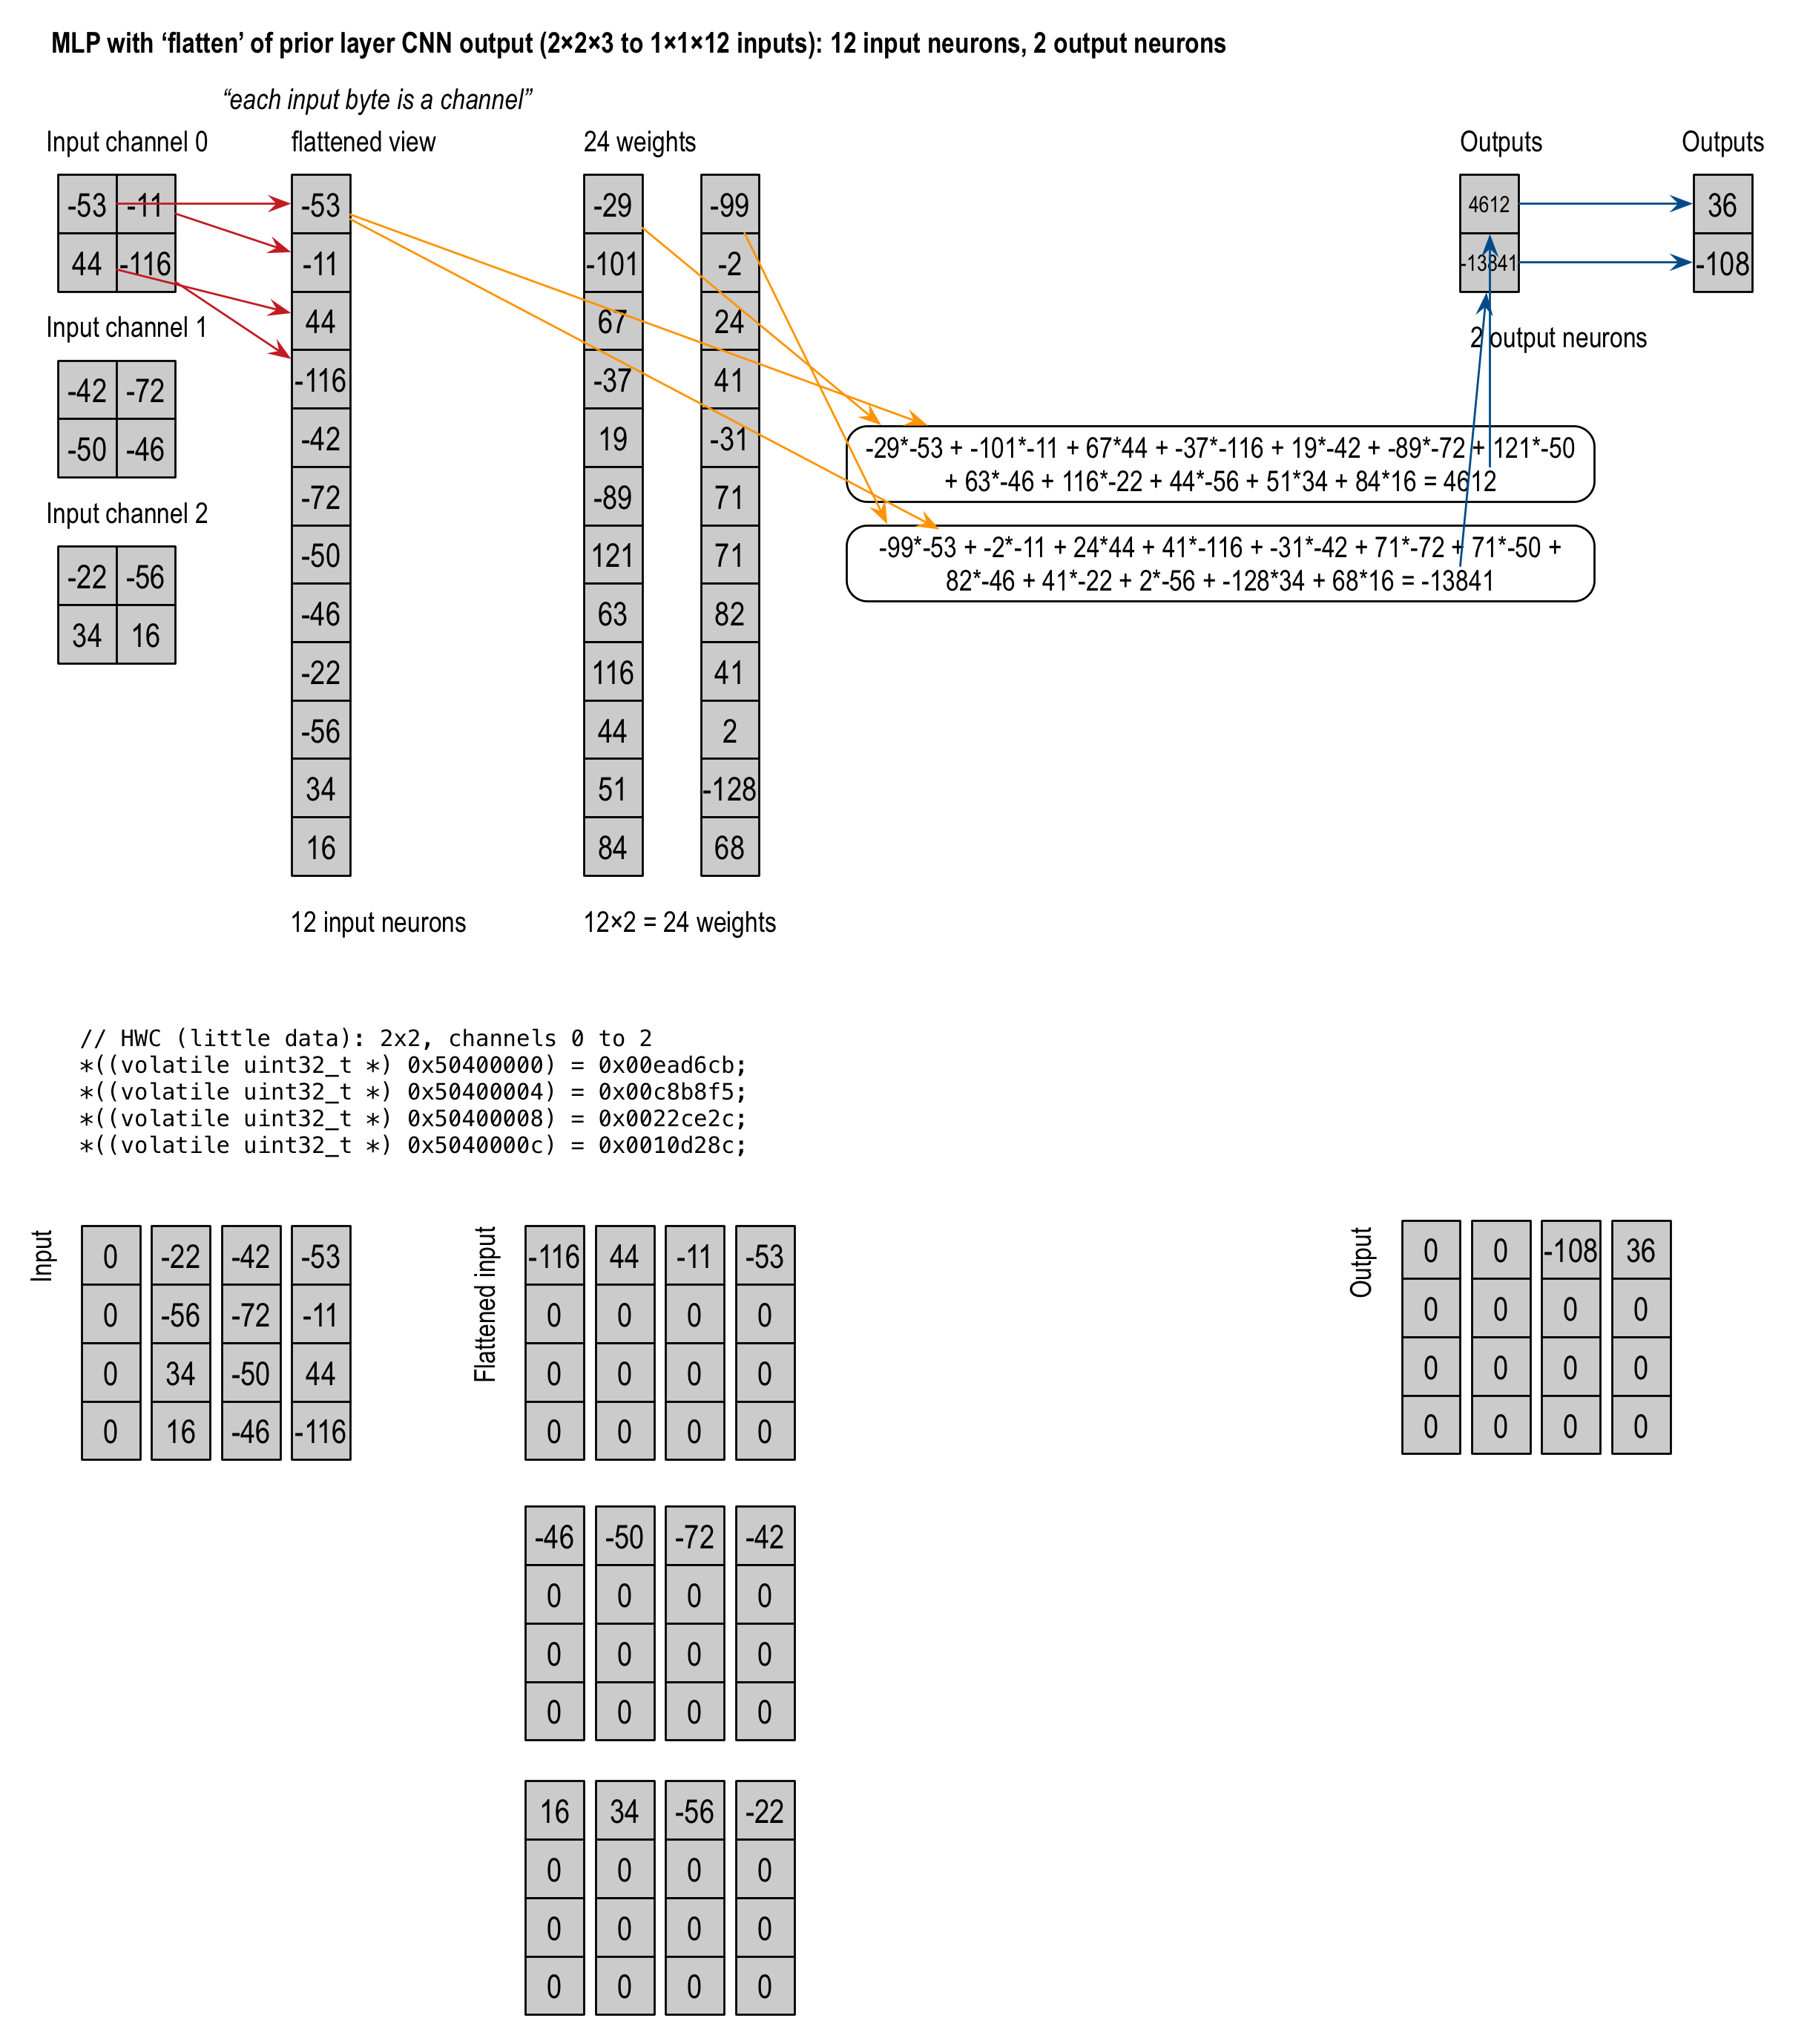 MLP with ‘flatten’ of prior layer CNN output (2×2×3 to 1×1×12 inputs): 12 input neurons, 2 output neurons
“each input byte is a channel”
Input channel 0
-53 -11
44 -116
Input channel 1
-42 -72
-50 -46
Input channel 2
-22 -56
34 16
flattened view
-53
-11
44
-116
-42
-72
-50
-46
-22
-56
34
16
12 input neurons
24 weights
-29 -99
-101 -2
67 24
-37 41
19 -31
-89 71
121 71
63 82
116 41
44 2
51 -128
84 68
12×2 = 24 weights
-29*-53 + -101*-11 + 67*44 + -37*-116 + 19*-42 + -89*-72 + 121*-50
+ 63*-46 + 116*-22 + 44*-56 + 51*34 + 84*16 = 4612
-99*-53 + -2*-11 + 24*44 + 41*-116 + -31*-42 + 71*-72 + 71*-50 +
82*-46 + 41*-22 + 2*-56 + -128*34 + 68*16 = -13841
Outputs
4612
-13841
2 output neurons
Outputs
36
-108
// HWC (little data): 2x2, channels 0 to 2
*((volatile uint32_t *) 0x50400000) = 0x00ead6cb;
*((volatile uint32_t *) 0x50400004) = 0x00c8b8f5;
*((volatile uint32_t *) 0x50400008) = 0x0022ce2c;
*((volatile uint32_t *) 0x5040000c) = 0x0010d28c;
Input
0 -22 -42 -53
0 -56 -72 -11
0 34 -50 44
0 16 -46 -116
Flattened input
-116 44 -11 -53
0 0 0 0
0 0 0 0
0 0 0 0
-46 -50 -72 -42
0 0 0 0
0 0 0 0
0 0 0 0
16 34 -56 -22
0 0 0 0
0 0 0 0
0 0 0 0
Output
0 0 -108 36
0 0 0 0
0 0 0 0
0 0 0 0